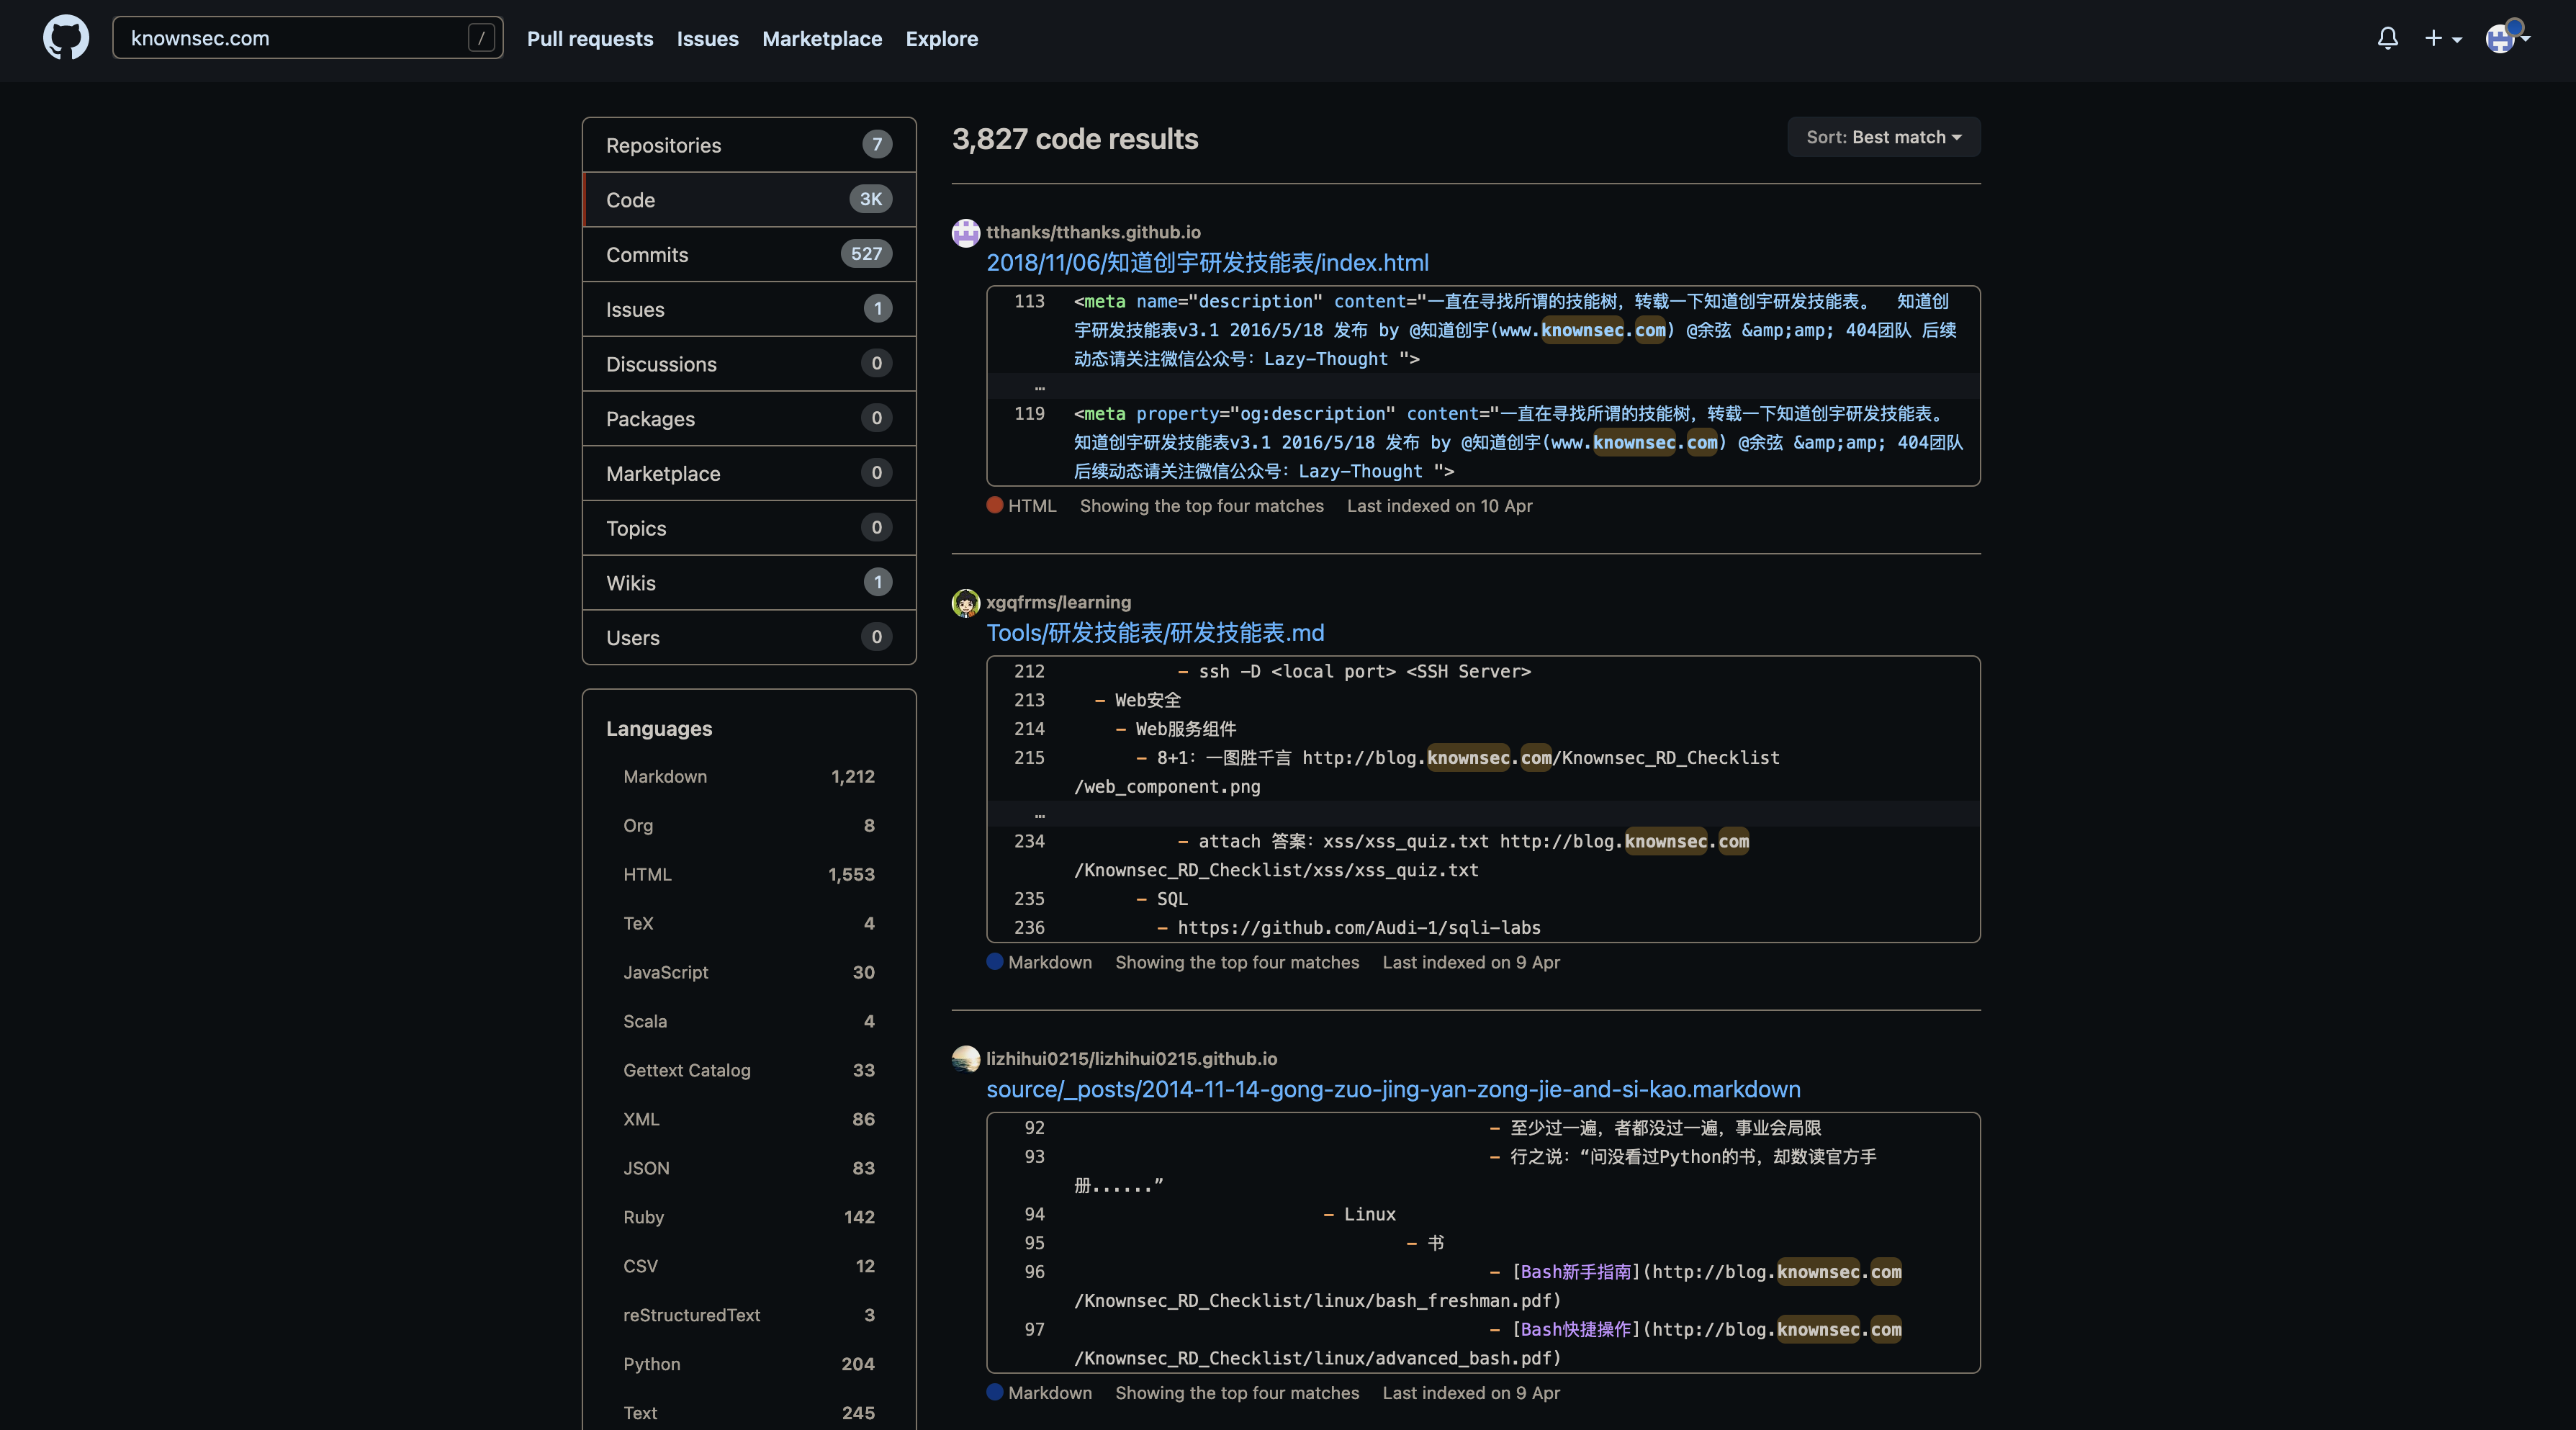 knownsec.com /
Pull requests Issues Marketplace Explore
Repositories 7
Code 3K
Commits 527
Issues 1
Discussions 0
Packages 0
Marketplace 0
Topics 0
Wikis 1
Users 0
Languages
Markdown 1,212
Org 8
HTML 1,553
TeX 4
JavaScript 30
Scala 4
Gettext Catalog 33
XML 86
JSON 83
Ruby 142
CSV 12
reStructuredText 3
Python 204
Text 245
3,827 code results
Sort: Best match
tthanks/tthanks.github.io
2018/11/06/知道创宇研发技能表/index.html
113 <meta name="description" content="一直在寻找所谓的技能树，转载一下知道创宇研发技能表。 知道创
宇研发技能表v3.1 2016/5/18 发布 by @知道创宇(www.knownsec.com) @余弦 &amp;amp; 404团队 后续
动态请关注微信公众号：Lazy-Thought ">
…
119 <meta property="og:description" content="一直在寻找所谓的技能树，转载一下知道创宇研发技能表。
知道创宇研发技能表v3.1 2016/5/18 发布 by @知道创宇(www.knownsec.com) @余弦 &amp;amp; 404团队
后续动态请关注微信公众号：Lazy-Thought ">
HTML Showing the top four matches Last indexed on 10 Apr
xgqfrms/learning
Tools/研发技能表/研发技能表.md
212 - ssh -D <local port> <SSH Server>
213 - Web安全
214 - Web服务组件
215 - 8+1：一图胜千言 http://blog.knownsec.com/Knownsec_RD_Checklist
/web_component.png
…
234 - attach 答案：xss/xss_quiz.txt http://blog.knownsec.com
/Knownsec_RD_Checklist/xss/xss_quiz.txt
235 - SQL
236 - https://github.com/Audi-1/sqli-labs
Markdown Showing the top four matches Last indexed on 9 Apr
lizhihui0215/lizhihui0215.github.io
source/_posts/2014-11-14-gong-zuo-jing-yan-zong-jie-and-si-kao.markdown
92 - 至少过一遍，者都没过一遍，事业会局限
93 - 行之说：“问没看过Python的书，却数读官方手
册......”
94 - Linux
95 - 书
96 - [Bash新手指南](http://blog.knownsec.com
/Knownsec_RD_Checklist/linux/bash_freshman.pdf)
97 - [Bash快捷操作](http://blog.knownsec.com
/Knownsec_RD_Checklist/linux/advanced_bash.pdf)
Markdown Showing the top four matches Last indexed on 9 Apr